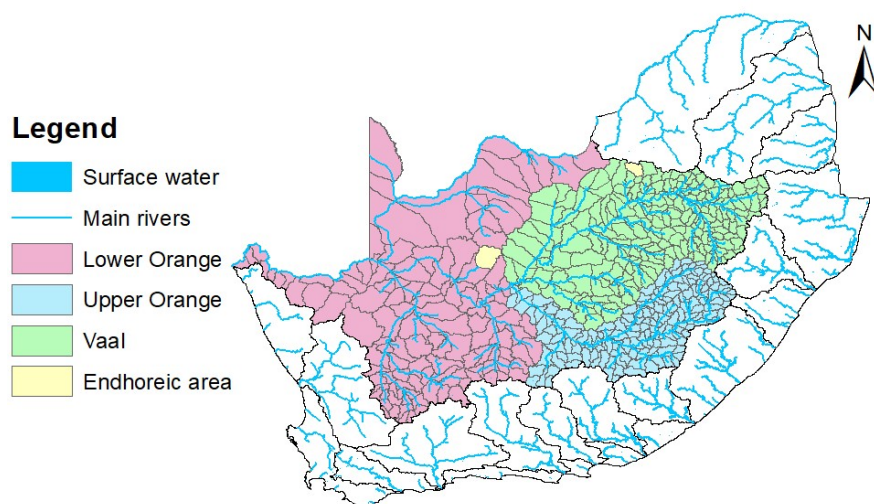 N
Legend
Surface water
Main rivers
Lower Orange
Upper Orange
Vaal
Endhoreic area